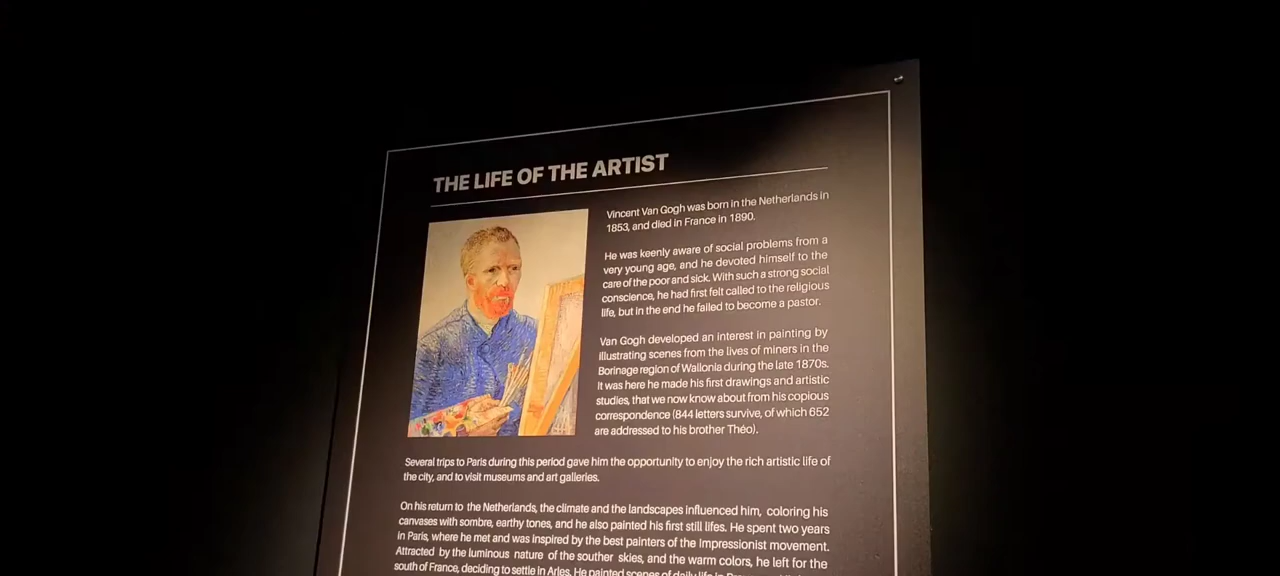 THE LIFE OF THE ARTIST
Vincent Van Gogh was born in the Netherlands in
1853, and died in France in 1890.
He was keenly aware of social problems from a
very young age, and he devoted himself to the
care of the poor and sick. With such a strong social
conscience, he had first felt called to the religious
life, but in the end he failed to become a pastor.
Van Gogh developed an interest in painting by
illustrating scenes from the lives of miners in the
Borinage region of Wallonia during the late 1870s.
It was here he made his first drawings and artistic
studies, that we now know about from his copious
correspondence (844 letters survive, of which 652
are addressed to his brother Théo).
Several trips to Paris during this period gave him the opportunity to enjoy the rich artistic life of
the city, and to visit museums and art galleries.
On his return to the Netherlands, the climate and the landscapes influenced him, coloring his
canvases with sombre, earthy tones, and he also painted his first still lifes. He spent two years
in Paris, where he met and was inspired by the best painters of the Impressionist movement.
Attracted by the luminous nature of the souther skies, and the warm colors, he left for the
south of France, deciding to settle in Arles. He painted scenes of daily life in